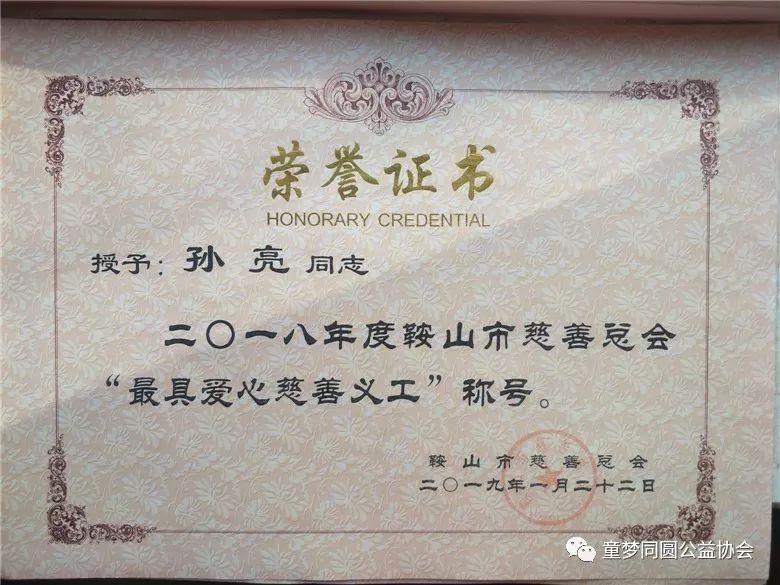 荣誉证书
HONORARY CREDENTIAL
授予：孙 亮 同志
二〇一八年度鞍山市慈善总会
“最具爱心慈善义工”称号。
鞍山市慈善总会
二〇一九年一月二十二日
童梦同圆公益协会